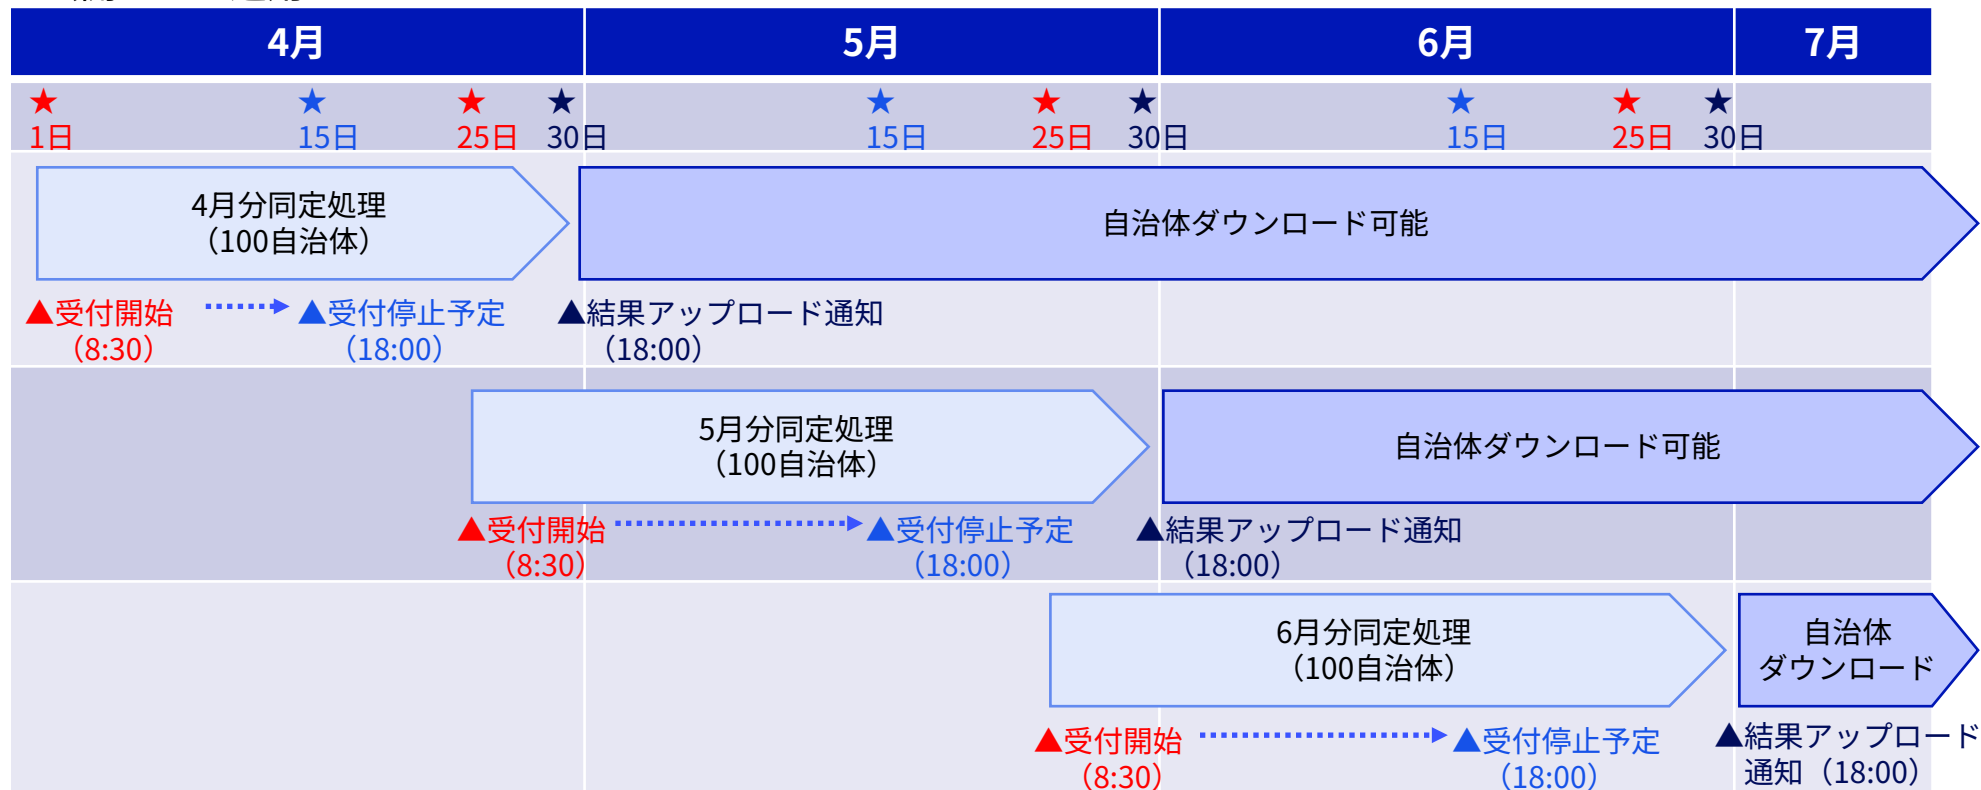 4月 5月 6月 7月
★ ★ ★ ★ ★ ★ ★ ★ ★ ★
1日 15日 25日 30日 15日 25日 30日 15日 25日 30日
4月分同定処理
（100自治体）
自治体ダウンロード可能
▲受付開始
（8:30）
▲受付停止予定
（18:00）
▲結果アップロード通知
（18:00）
5月分同定処理
（100自治体）
自治体ダウンロード可能
▲受付開始
（8:30）
▲受付停止予定
（18:00）
▲結果アップロード通知
（18:00）
6月分同定処理
（100自治体）
自治体
ダウンロード
▲受付開始
（8:30）
▲受付停止予定
（18:00）
▲結果アップロード
通知（18:00）